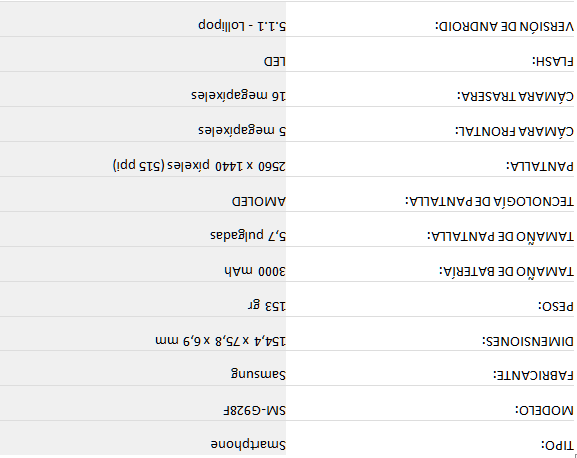 TIPO: Smartphone
MODELO: SM-G928F
FABRICANTE: Samsung
DIMENSIONES: 154,4 x 75,8 x 6,9 mm
PESO: 153 gr
TAMAÑO DE BATERÍA: 3000 mAh
TAMAÑO DE PANTALLA: 5,7 pulgadas
TECNOLOGÍA DE PANTALLA: AMOLED
PANTALLA: 2560 x 1440 píxeles (515 ppi)
CÁMARA FRONTAL: 5 megapíxeles
CÁMARA TRASERA: 16 megapíxeles
FLASH: LED
VERSIÓN DE ANDROID: 5.1.1 - Lollipop